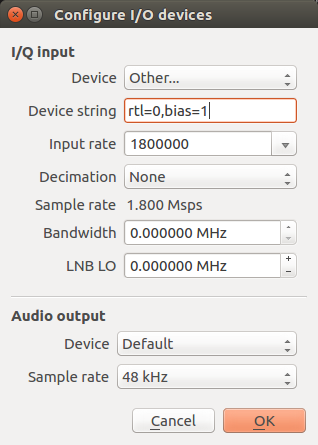 Configure I/O devices
I/Q input
Device Other...
Device string rtl=0,bias=1
Input rate 1800000
Decimation None
Sample rate 1.800 Msps
Bandwidth 0.000000 MHz
LNB LO 0.000000 MHz
Audio output
Device Default
Sample rate 48 kHz
Cancel OK